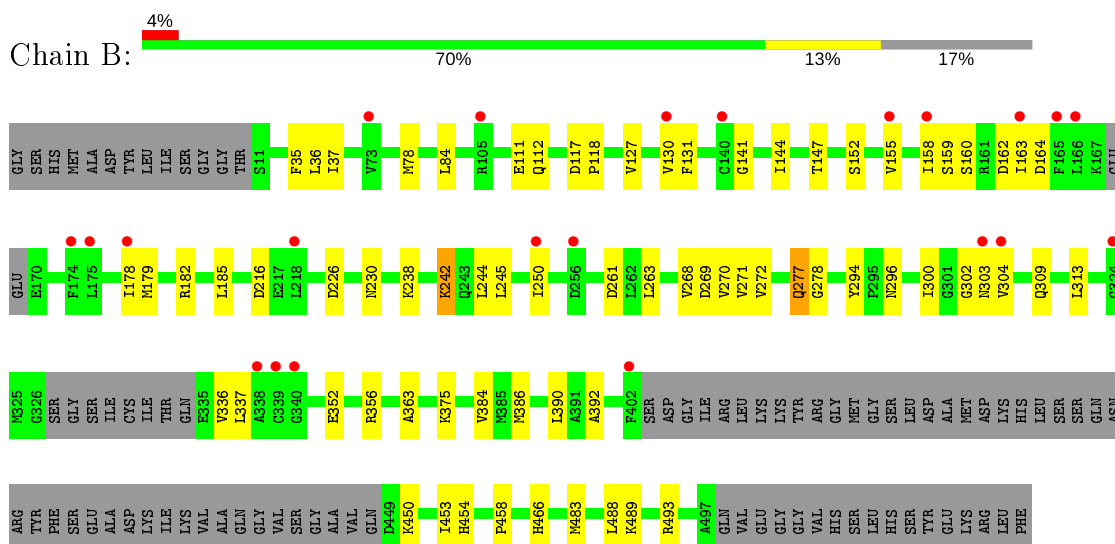 4%
Chain B:
70% 13% 17%
GLY SER HIS MET ALA ASP TYR LEU ILE SER GLY GLY THR S11 F35 L36 I37 V73 M78 L84 R105 E111 Q112 D117 P118 V127 V130 F131 C140 G141 I144 T147 S152 V155 I158 S159 S160 R161 D162 I163 D164 F165 L166 K167 GLU
GLU E170 F174 L175 I178 M179 R182 L185 D216 E217 L218 D226 N230 K238 K242 Q243 L244 L245 I250 D256 D261 L262 L263 V268 D269 V270 V271 V272 Q277 G278 Y294 P295 N296 I300 G301 G302 N303 V304 Q309 L313 G324
M325 G326 SER GLY SER ILE CYS ILE THR GLN E335 V336 L337 A338 C339 G340 E352 R356 A363 K375 V384 M385 M386 L390 A391 A392 F402 SER ASP GLY ILE ARG LEU LYS LYS TYR ARG GLY MET GLY SER LEU ASP ALA MET ASP LYS HIS LEU SER SER GLN ASN
ARG TYR PHE SER GLU ALA ASP LYS ILE LYS VAL ALA GLN GLY VAL SER GLY ALA VAL GLN D449 K450 I453 H454 P458 H466 M483 L488 K489 R493 A497 GLN VAL GLU GLY GLY VAL HIS SER LEU HIS SER TYR GLU LYS ARG LEU PHE